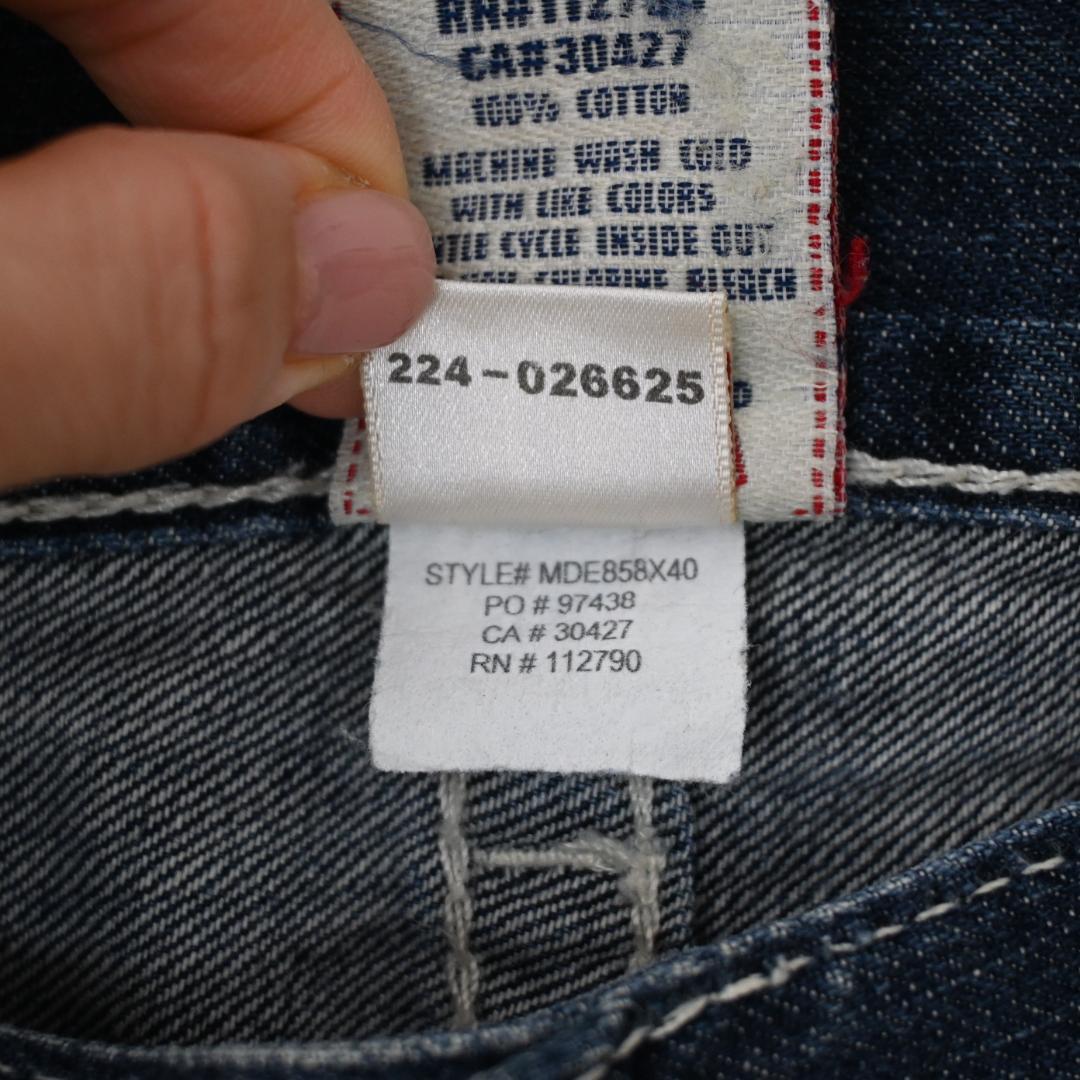 CA#30427
100% COTTON
MACHINE WASH COLD
WITH LIKE COLORS
CYCLE INSIDE OUT
BLEACH
224-026625
STYLE# MDE858X40
PO # 97438
CA # 30427
RN # 112790